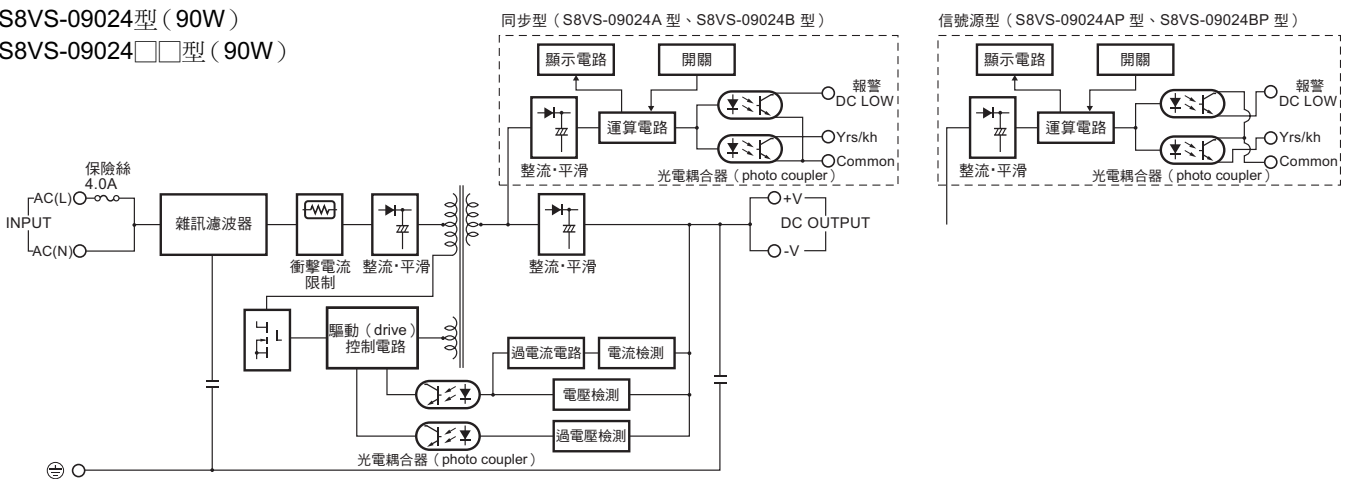 S8VS-09024型（90W）
S8VS-09024□□型（90W）
同步型（S8VS-09024A 型、S8VS-09024B 型）
顯示電路
開關
報警
DC LOW
運算電路
Yrs/kh
Common
整流·平滑
光電耦合器（photo coupler）
信號源型（S8VS-09024AP 型、S8VS-09024BP 型）
顯示電路
開關
報警
DC LOW
運算電路
Yrs/kh
Common
整流·平滑
光電耦合器（photo coupler）
保險絲
4.0A
AC(L)
INPUT
AC(N)
雜訊濾波器
衝擊電流
限制
整流·平滑
整流·平滑
+V
DC OUTPUT
-V
驅動（drive）
控制電路
過電流電路
電流檢測
電壓檢測
過電壓檢測
光電耦合器（photo coupler）